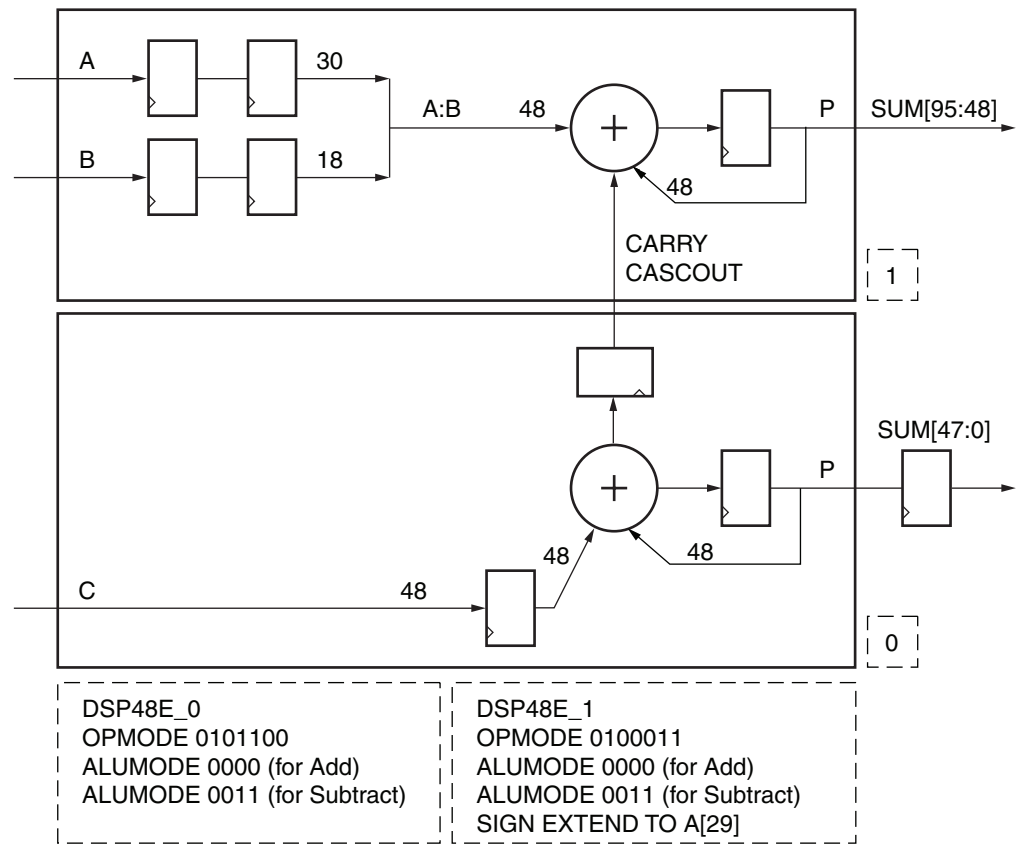 A
30
A:B
48
P
SUM[95:48]
B
18
48
CARRY
CASCOUT
1
SUM[47:0]
P
48
48
C
48
0
DSP48E_0
OPMODE 0101100
ALUMODE 0000 (for Add)
ALUMODE 0011 (for Subtract)
DSP48E_1
OPMODE 0100011
ALUMODE 0000 (for Add)
ALUMODE 0011 (for Subtract)
SIGN EXTEND TO A[29]